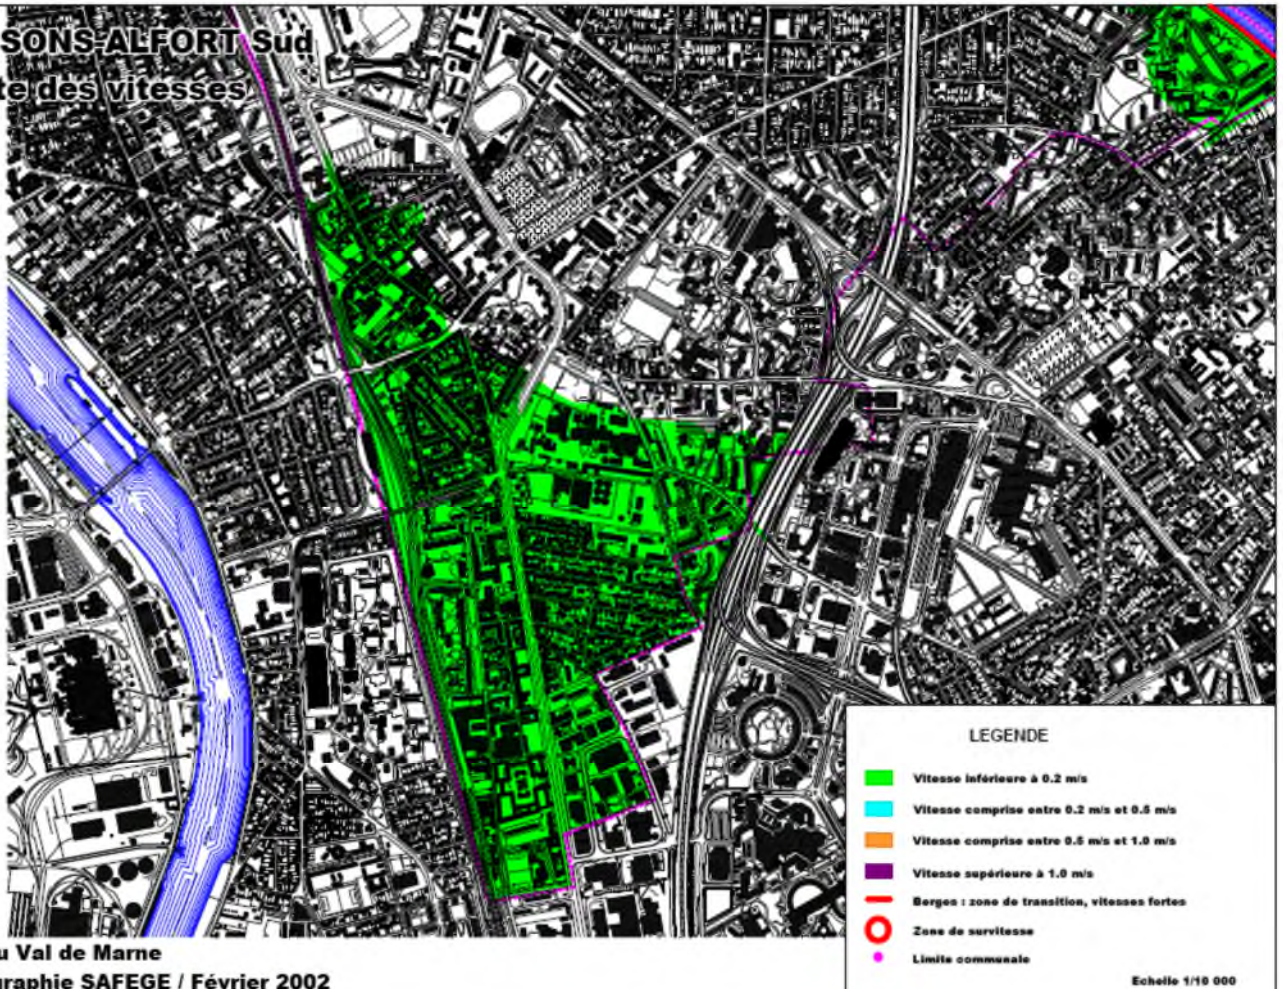 SONS-ALFORT Sud
te des vitesses
LEGENDE
Vitesse inférieure à 0.2 m/s
Vitesse comprise entre 0.2 m/s et 0.5 m/s
Vitesse comprise entre 0.5 m/s et 1.0 m/s
Vitesse supérieure à 1.0 m/s
Berges : zone de transition, vitesses fortes
Zone de survitesse
Limite communale
Echelle 1/10 000
u Val de Marne
graphie SAFEGE / Février 2002